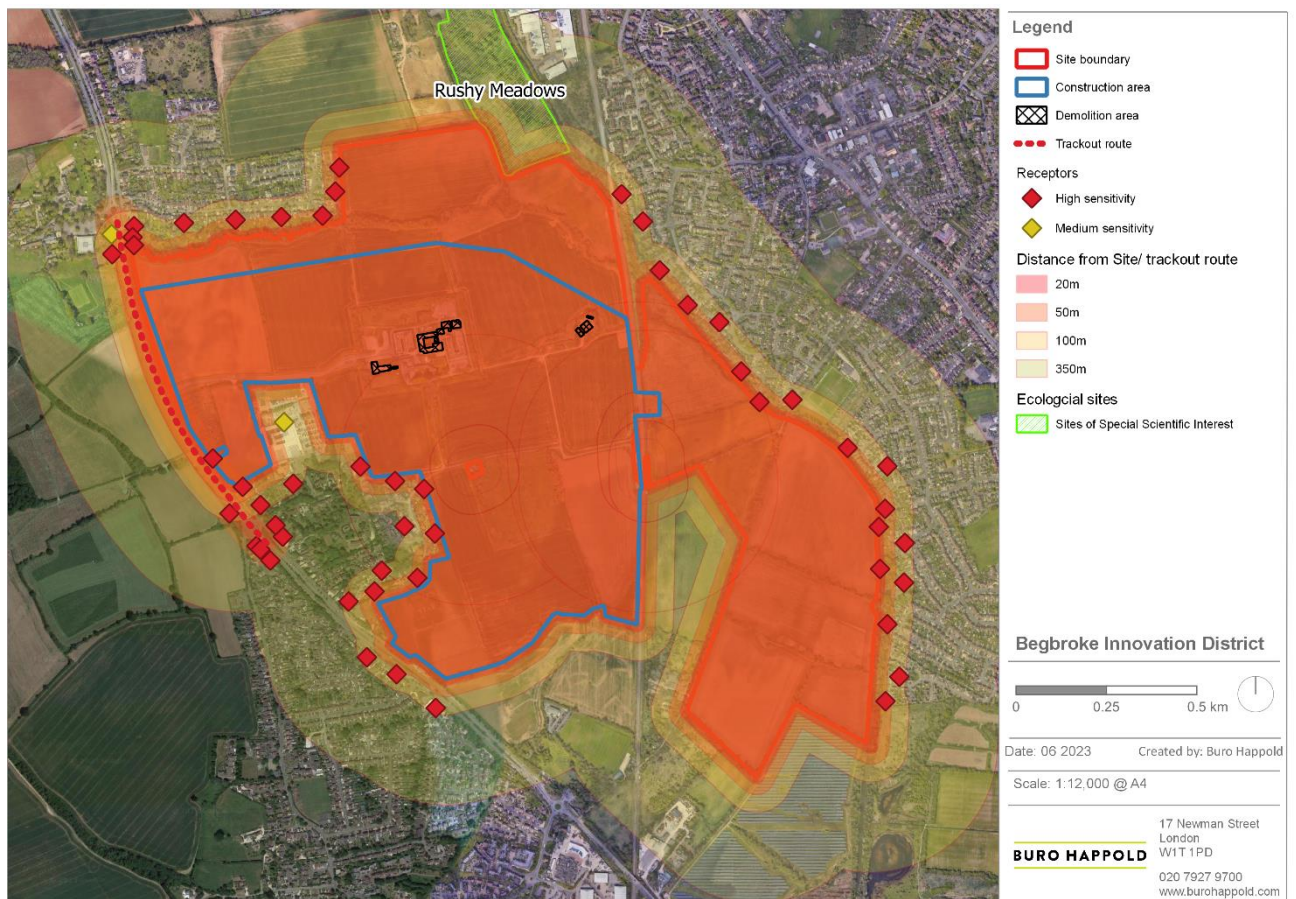 Rushy Meadows
Legend
Site boundary
Construction area
Demolition area
Trackout route
Receptors
High sensitivity
Medium sensitivity
Distance from Site/ trackout route
20m
50m
100m
350m
Ecologcial sites
Sites of Special Scientific Interest
Begbroke Innovation District
0 0.25 0.5 km
Date: 06 2023 Created by: Buro Happold
Scale: 1:12,000 @ A4
BURO HAPPOLD
17 Newman Street
London
W1T 1PD
020 7927 9700
www.burohappold.com